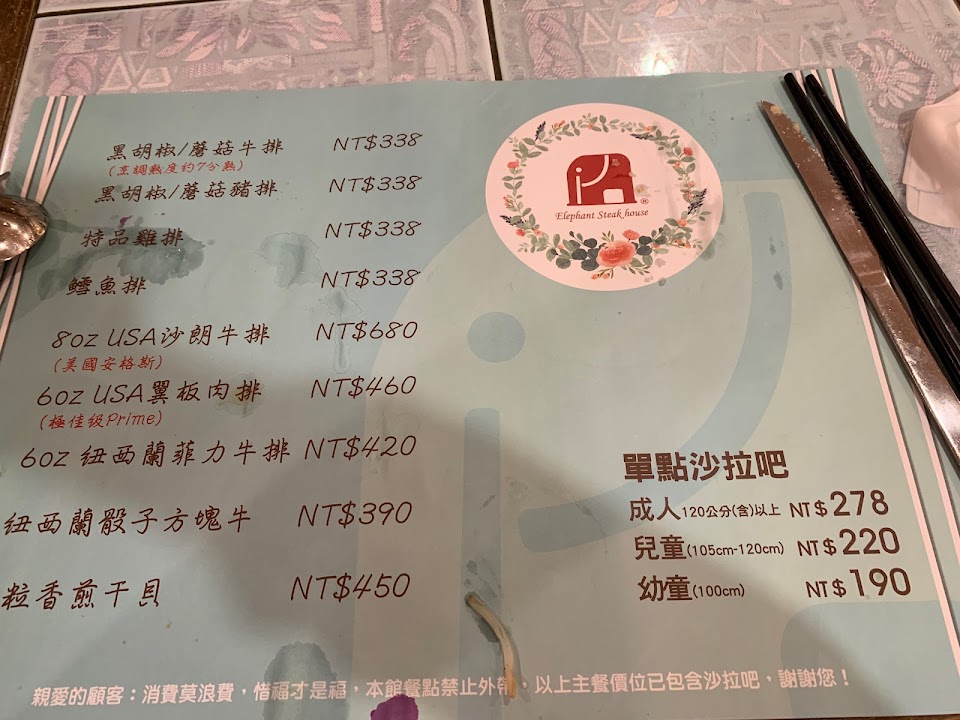 黑胡椒/蘑菇牛排 NT$338
(烹調熟度約7分熟)
黑胡椒/蘑菇豬排 NT$338
特品雞排 NT$338
鱈魚排 NT$338
8oz USA沙朗牛排 NT$680
(美國安格斯)
6oz USA翼板肉排 NT$460
(極佳級Prime)
6oz 紐西蘭菲力牛排 NT$420
紐西蘭骰子方塊牛 NT$390
粒香煎干貝 NT$450
Elephant Steak house
®
單點沙拉吧
成人120公分(含)以上 NT$278
兒童(105cm-120cm) NT$220
幼童(100cm) NT$190
親愛的顧客：消費莫浪費，惜福才是福，本館餐點禁止外帶，以上主餐價位已包含沙拉吧，謝謝您！